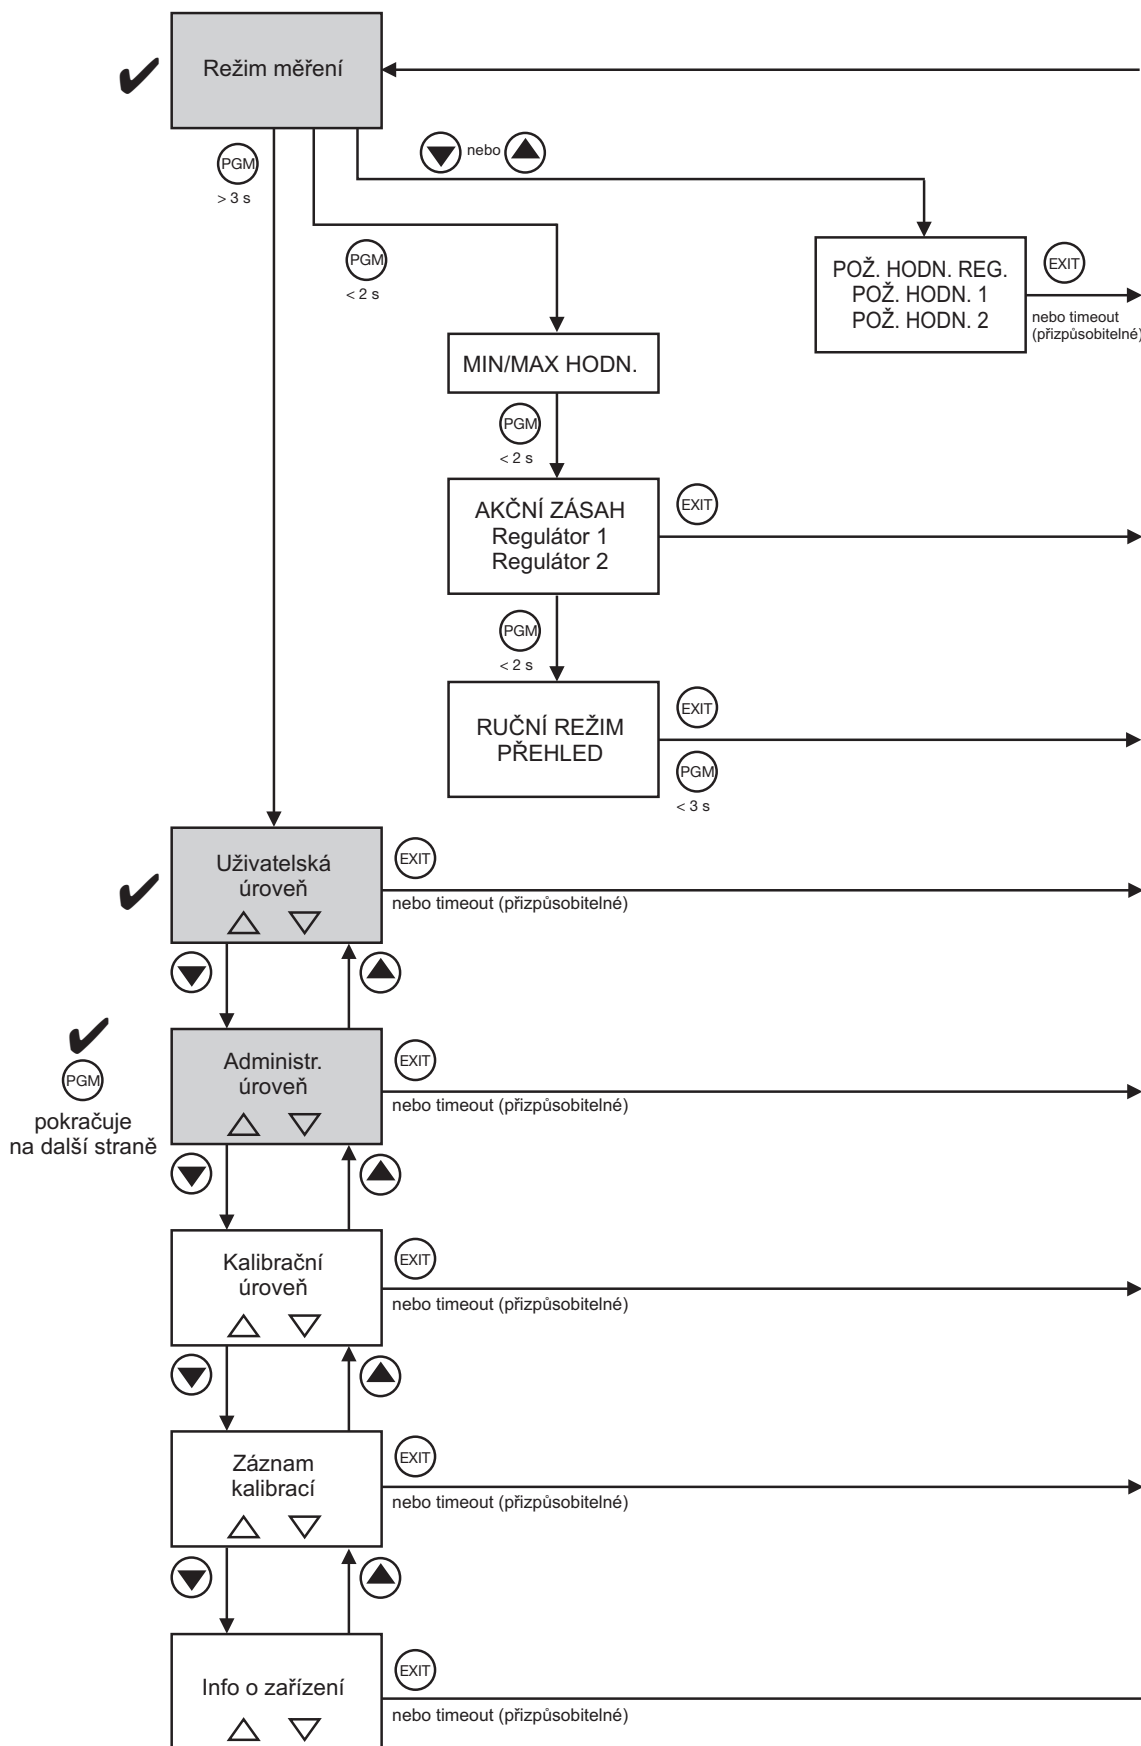 Režim měření
PGM
> 3 s
nebo
PGM
< 2 s
POŽ. HODN. REG.
POŽ. HODN. 1
POŽ. HODN. 2
EXIT
nebo timeout
(přizpůsobitelné)
MIN/MAX HODN.
PGM
< 2 s
AKČNÍ ZÁSAH
Regulátor 1
Regulátor 2
EXIT
PGM
< 2 s
RUČNÍ REŽIM
PŘEHLED
EXIT
PGM
< 3 s
Uživatelská
úroveň
EXIT
nebo timeout (přizpůsobitelné)
PGM
pokračuje
na další straně
Administr.
úroveň
EXIT
nebo timeout (přizpůsobitelné)
Kalibrační
úroveň
EXIT
nebo timeout (přizpůsobitelné)
Záznam
kalibrací
EXIT
nebo timeout (přizpůsobitelné)
Info o zařízení
EXIT
nebo timeout (přizpůsobitelné)